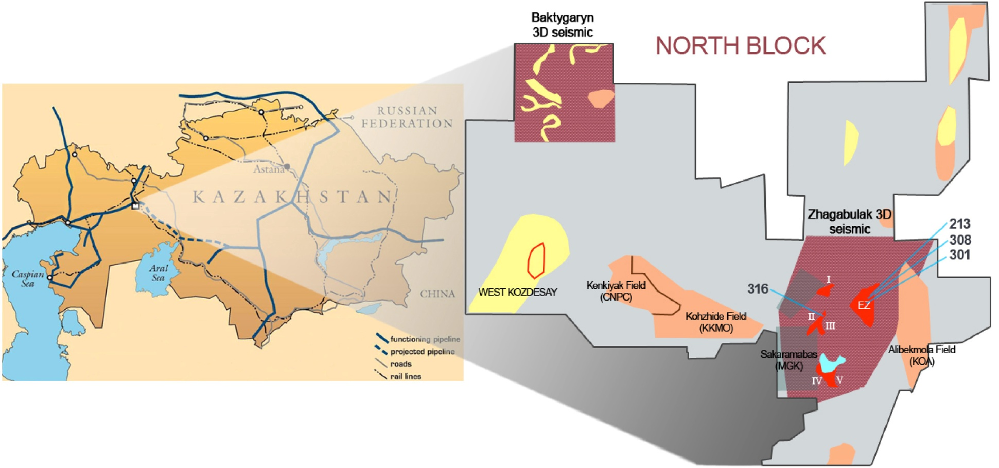 Baktygaryn
3D seismic
NORTH BLOCK
RUSSIAN
FEDERATION
Astana
KAZAKHSTAN
CHINA
Caspian
Sea
Aral
Sea
functioning pipeline
projected pipeline
roads
rail lines
Zhagabulak 3D
seismic
213
308
301
316
I
II
III
EZ
IV
V
WEST KOZDESAY
Kenkiyak Field
(CNPC)
Kohzhide Field
(KKMO)
Sakaramabas
(MGK)
Alibekmola Field
(KOA)